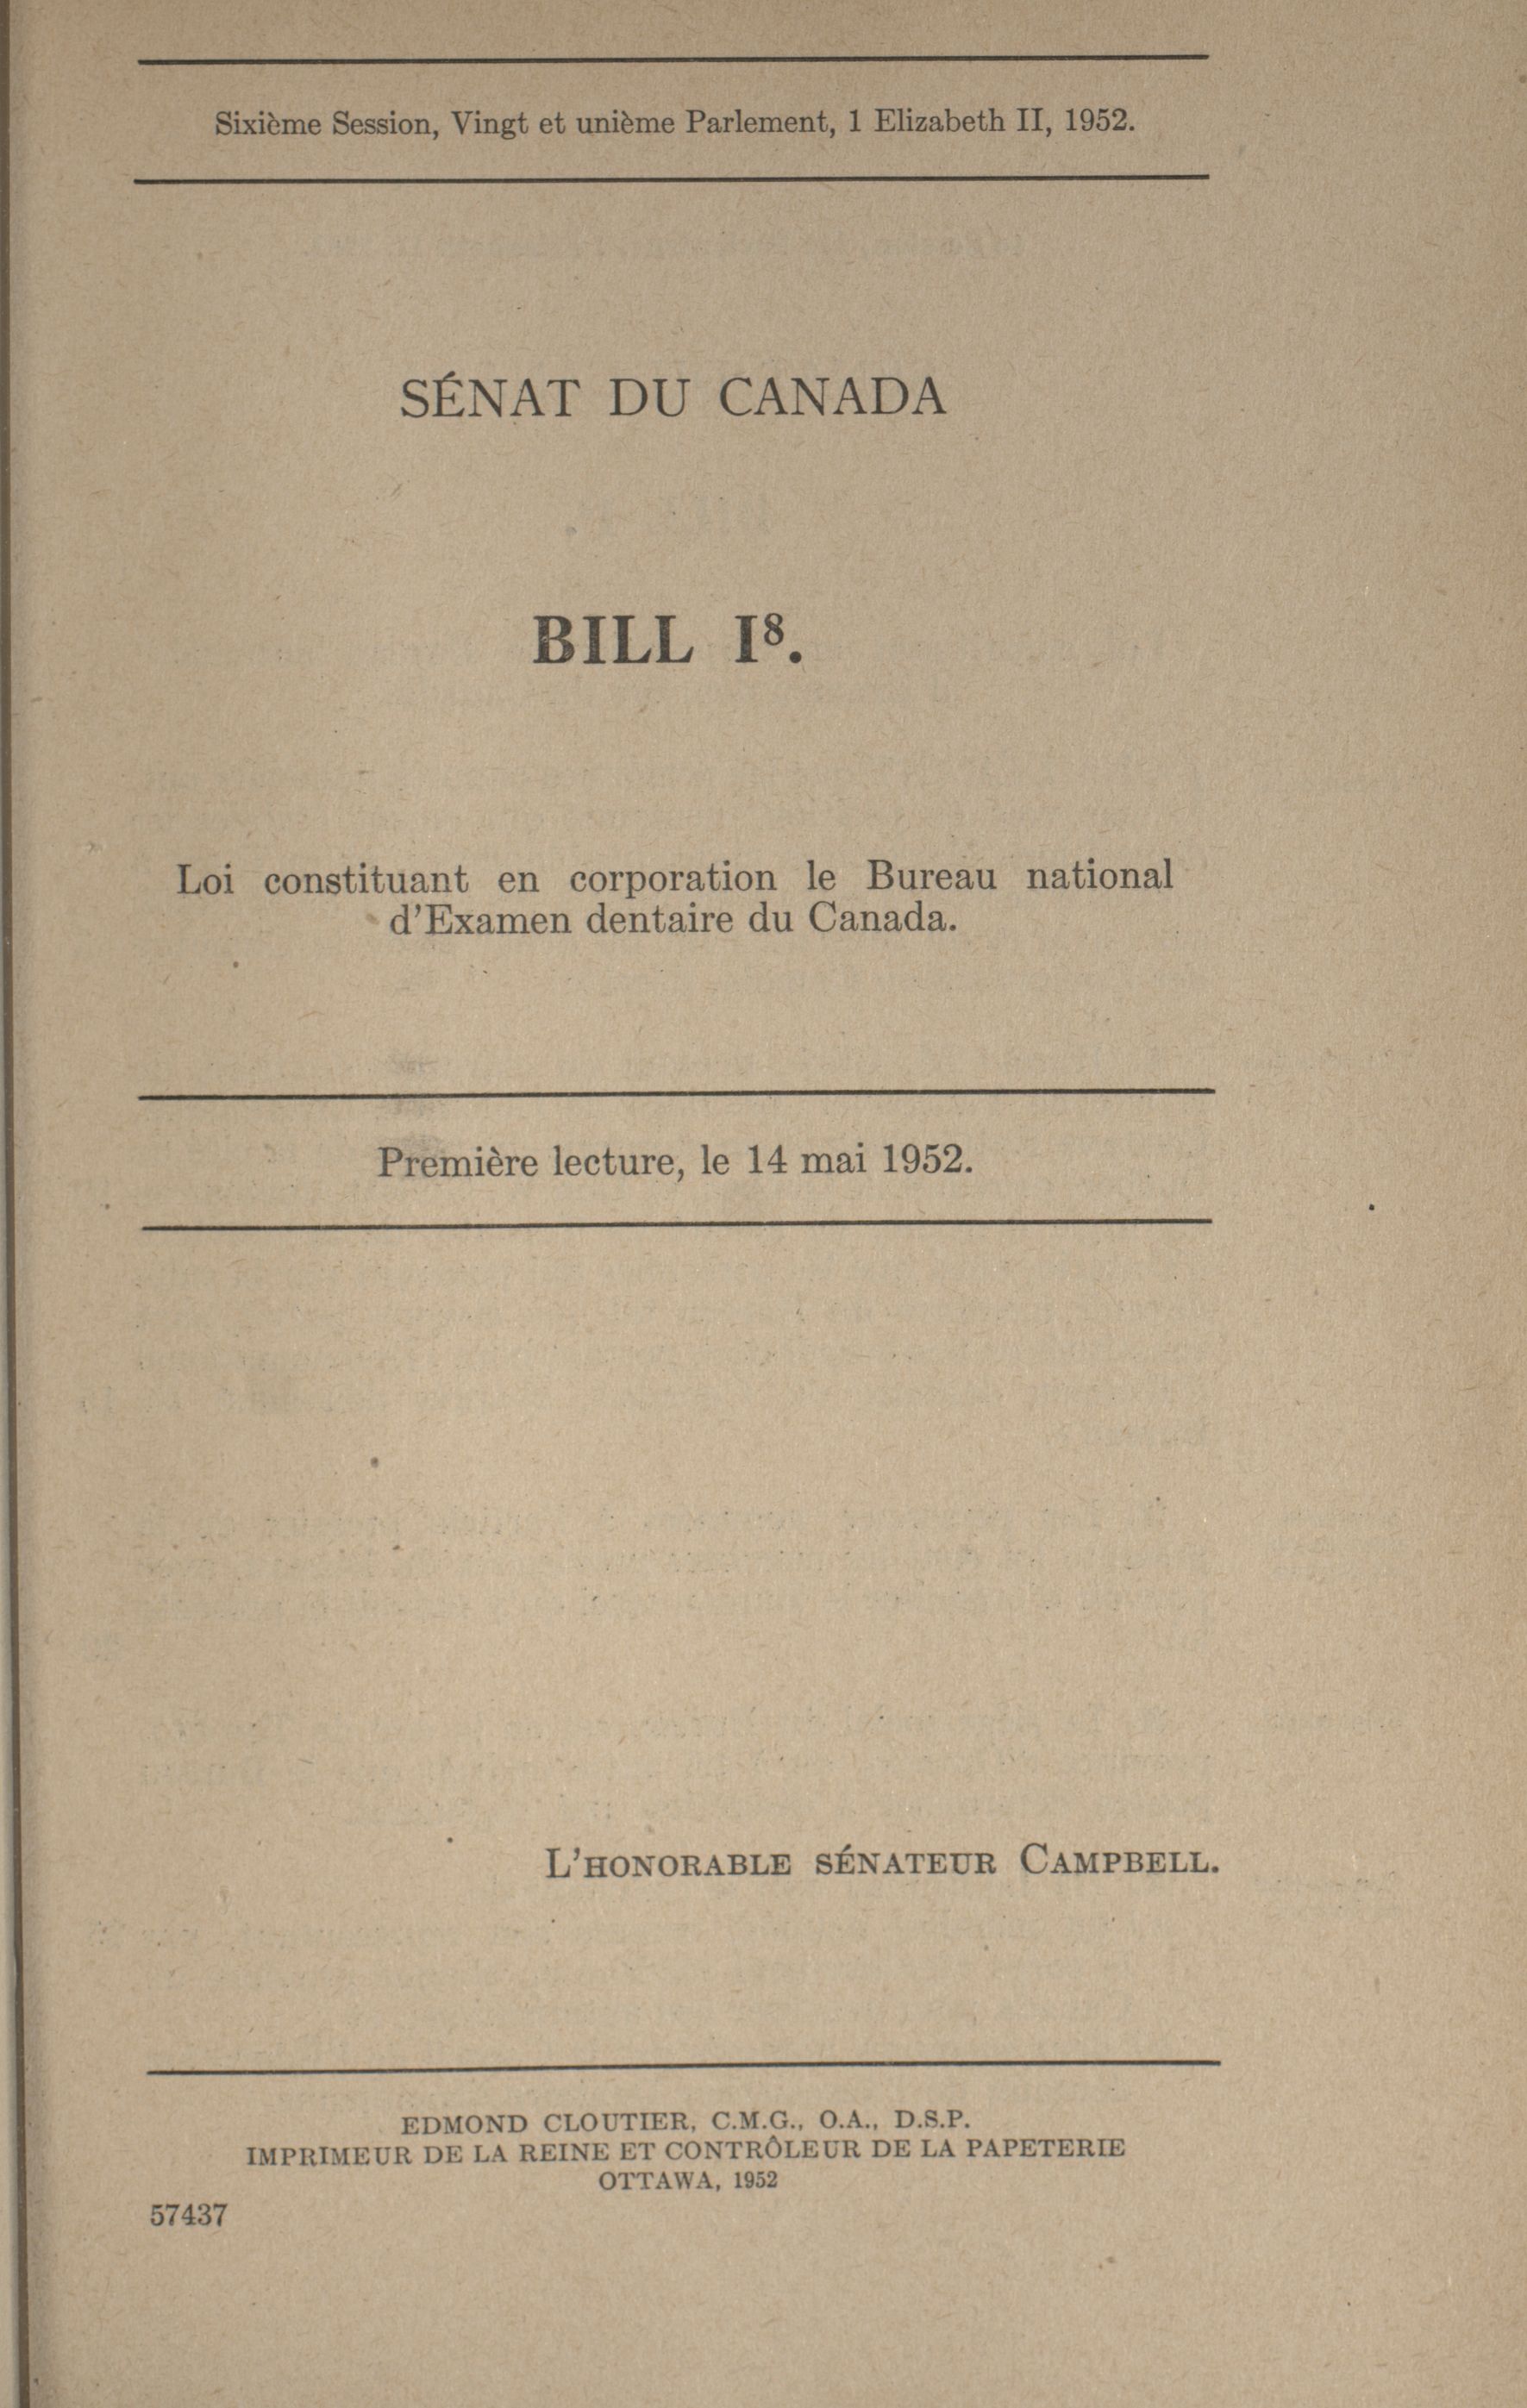 Sixième Session, Vingt et unième Parlement, 1 Elizabeth II, 1952.
SÉNAT DU CANADA
BILL I⁸.
Loi constituant en corporation le Bureau national
d'Examen dentaire du Canada.
Première lecture, le 14 mai 1952.
L'HONORABLE SÉNATEUR CAMPBELL.
EDMOND CLOUTIER, C.M.G., O.A., D.S.P.
IMPRIMEUR DE LA REINE ET CONTRÔLEUR DE LA PAPETERIE
OTTAWA, 1952
57437